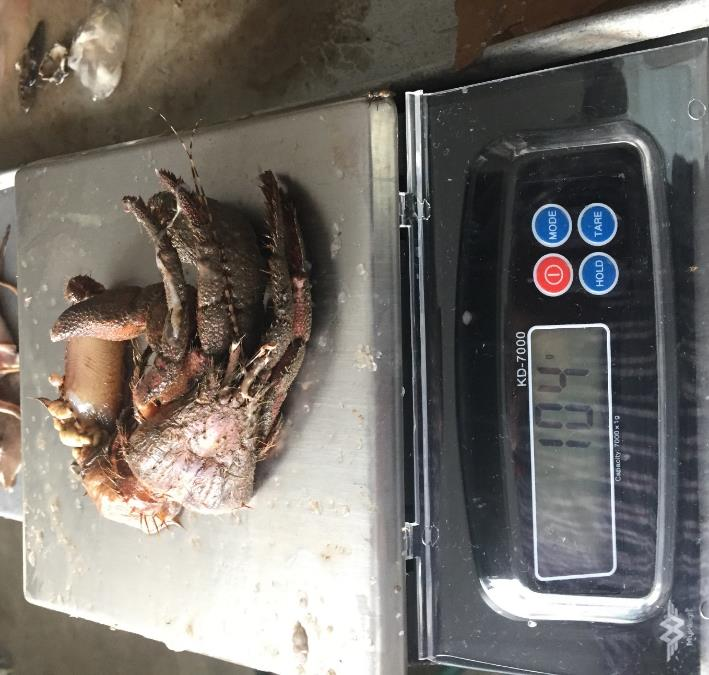 KD-7000
104
Capacity: 7000 x 1g
MODE
HOLD TARE